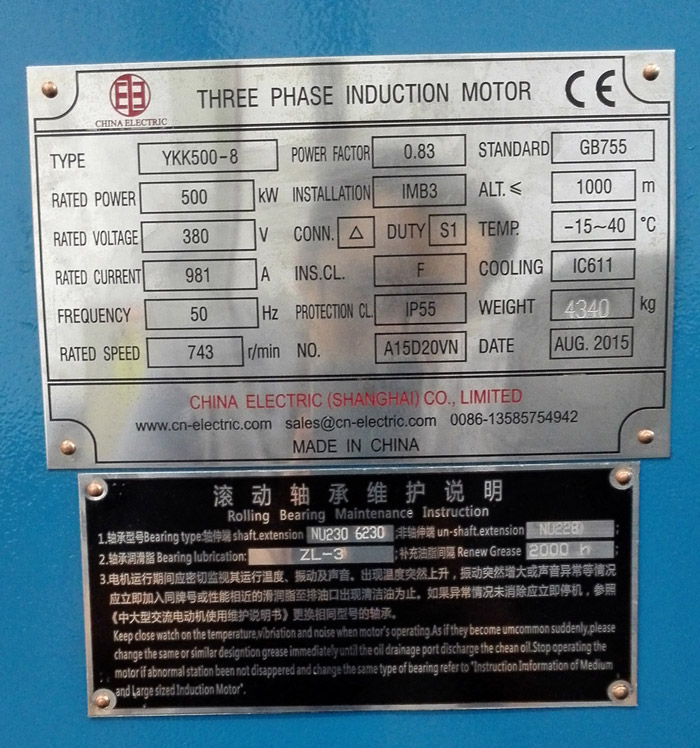 CHINA ELECTRIC
THREE PHASE INDUCTION MOTOR CE
TYPE YKK500-8 POWER FACTOR 0.83 STANDARD GB755
RATED POWER 500 kW INSTALLATION IMB3 ALT.≤ 1000 m
RATED VOLTAGE 380 V CONN. △ DUTY S1 TEMP. -15~40 °C
RATED CURRENT 981 A INS.CL. F COOLING IC611
FREQUENCY 50 Hz PROTECTION CL. IP55 WEIGHT 4340 kg
RATED SPEED 743 r/min NO. A15D20VN DATE AUG. 2015
CHINA ELECTRIC (SHANGHAI) CO., LIMITED
www.cn-electric.com sales@cn-electric.com 0086-13585754942
MADE IN CHINA
滚动轴承维护说明
Rolling Bearing Maintenance Instruction
1.轴承型号Bearing type:轴伸端 shaft.extension NU230 6230 ;非轴伸端 un-shaft.extension NU228 ;
2.轴承润滑脂 Bearing lubrication: ZL-3 ;补充油脂间隔 Renew Grease 2000 h ;
3.电机运行期间应密切监视其运行温度、振动及声音。出现温度突然上升，振动突然增大或声音异常等情况
应立即加入同牌号或性能相近的润滑脂至排油口出现清洁油为止。如果异常情况未消除应立即停机，参照
《中大型交流电动机使用维护说明书》更换相同型号的轴承。
Keep close watch on the temperature,vibriation and noise when motor's operating.As if they become umcommon suddenly,please
change the same or similar designtion grease immediately until the oil drainage port discharge the chean oil.Stop operating the
motor if abnormal station been not disappered and change the same type of bearing refer to "Instruction Imformation of Medium
and Large sized Induction Motor".